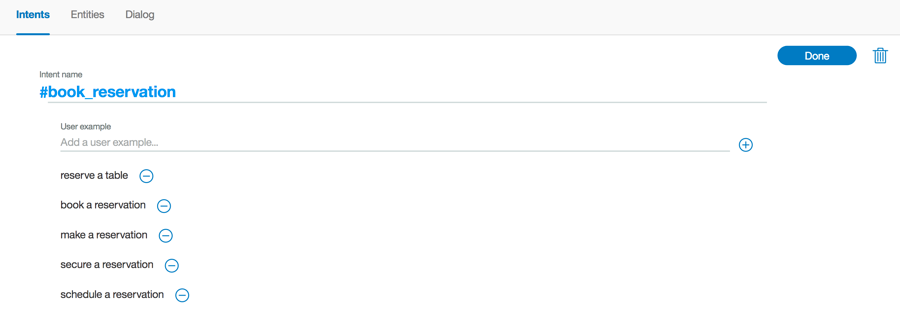 Intents Entities Dialog
Done
Intent name
#book_reservation
User example
Add a user example...
reserve a table
book a reservation
make a reservation
secure a reservation
schedule a reservation